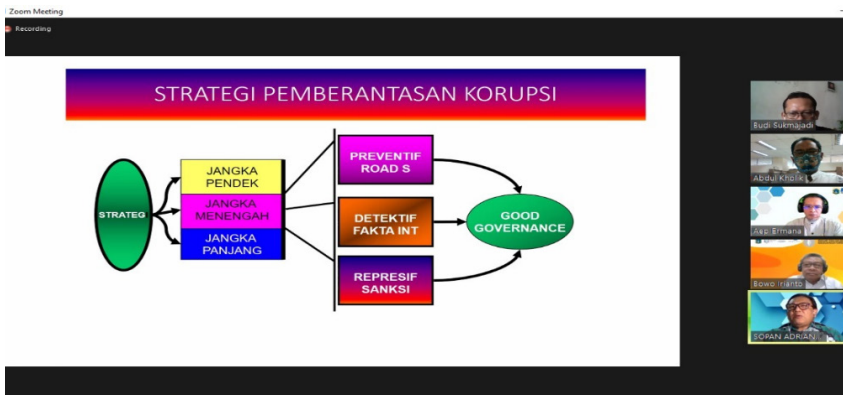 Zoom Meeting
Recording
STRATEGI PEMBERANTASAN KORUPSI
STRATEG
JANGKA
PENDEK
JANGKA
MENENGAH
JANGKA
PANJANG
PREVENTIF
ROAD S
DETEKTIF
FAKTA INT
REPRESIF
SANKSI
GOOD
GOVERNANCE
Budi Sukmajadi
Abdul Kholik
Aep Ermana
Bowo Irianto
SOPAN ADRIAN